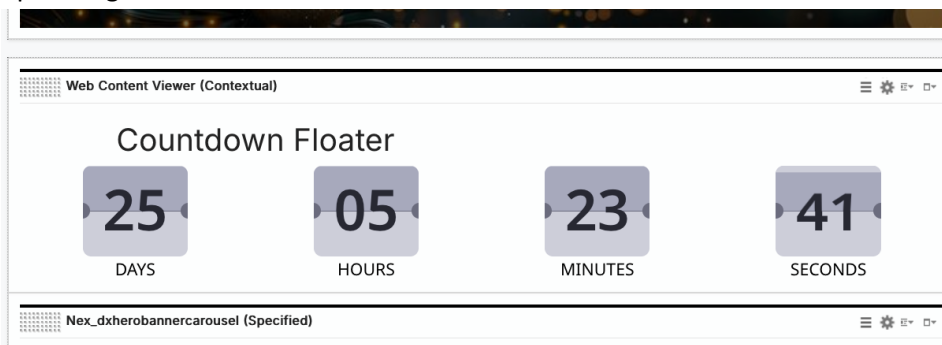 Web Content Viewer (Contextual)
Countdown Floater
25 05 23 41
DAYS HOURS MINUTES SECONDS
Nex_dxherobannercarousel (Specified)